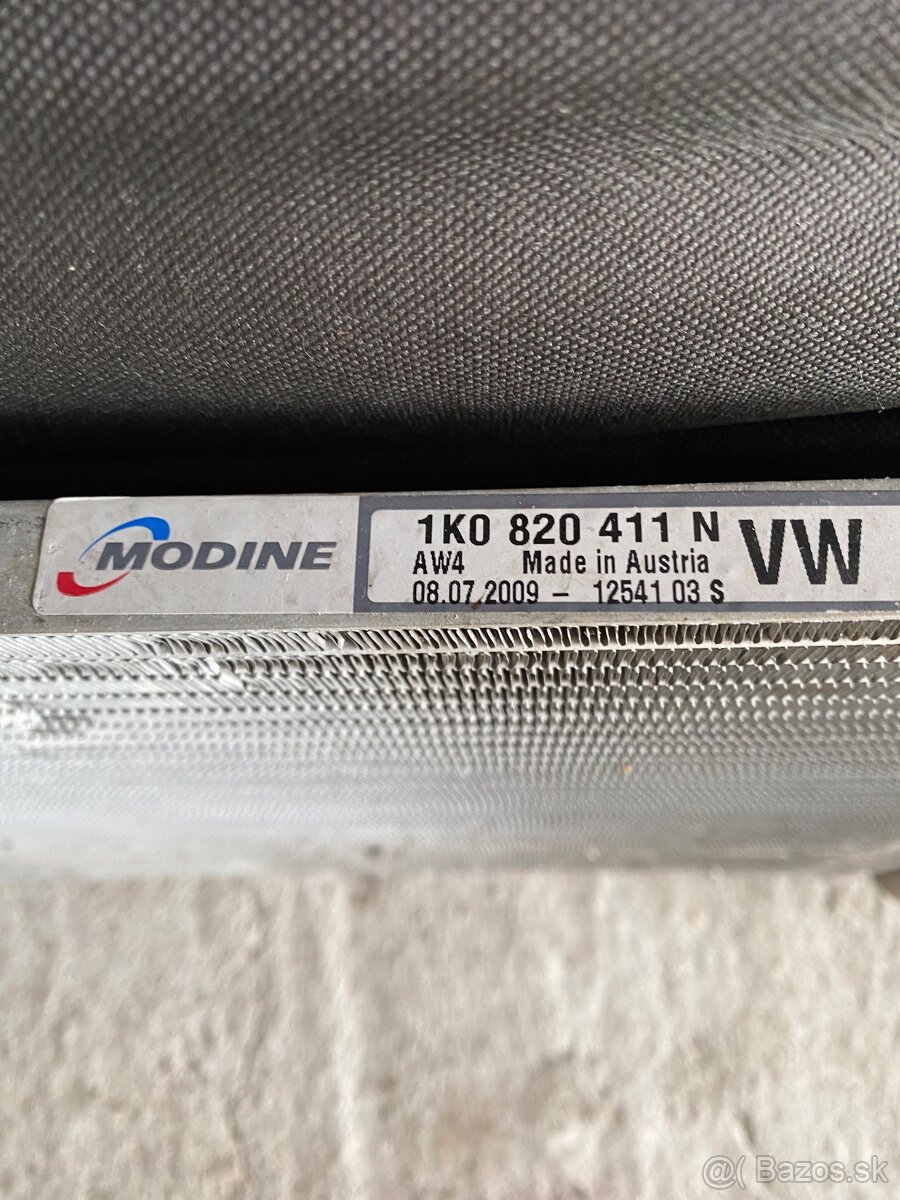 MODINE
1K0 820 411 N VW
AW4 Made in Austria
08.07.2009 – 12541 03 S
@( Bazos.sk